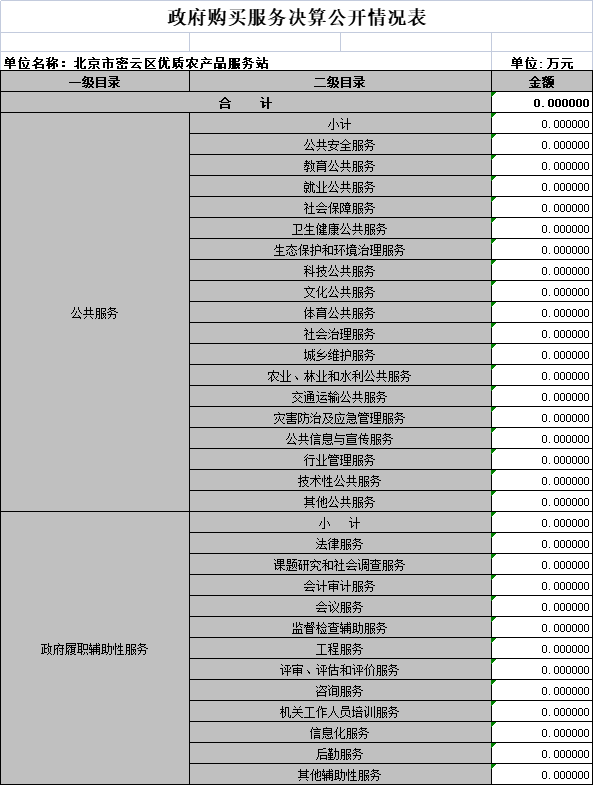 政府购买服务决算公开情况表
单位名称：北京市密云区优质农产品服务站 单位:万元
一级目录 二级目录 金额
合 计 0.000000
小计 0.000000
公共安全服务 0.000000
教育公共服务 0.000000
就业公共服务 0.000000
社会保障服务 0.000000
卫生健康公共服务 0.000000
生态保护和环境治理服务 0.000000
科技公共服务 0.000000
文化公共服务 0.000000
公共服务 体育公共服务 0.000000
社会治理服务 0.000000
城乡维护服务 0.000000
农业、林业和水利公共服务 0.000000
交通运输公共服务 0.000000
灾害防治及应急管理服务 0.000000
公共信息与宣传服务 0.000000
行业管理服务 0.000000
技术性公共服务 0.000000
其他公共服务 0.000000
小 计 0.000000
法律服务 0.000000
课题研究和社会调查服务 0.000000
会计审计服务 0.000000
会议服务 0.000000
监督检查辅助服务 0.000000
政府履职辅助性服务 工程服务 0.000000
评审、评估和评价服务 0.000000
咨询服务 0.000000
机关工作人员培训服务 0.000000
信息化服务 0.000000
后勤服务 0.000000
其他辅助性服务 0.000000